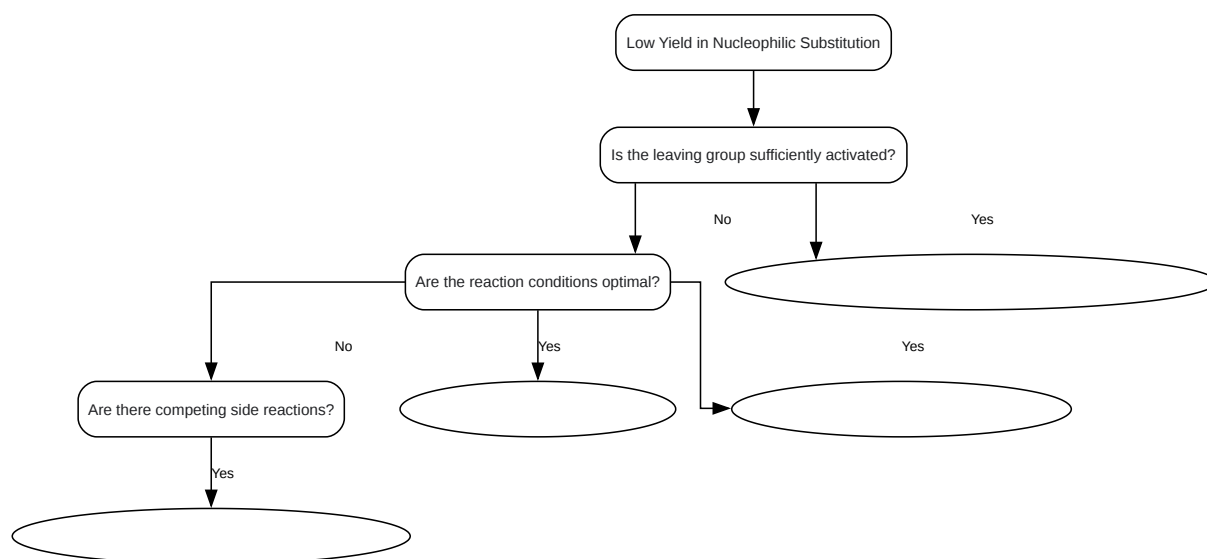 Low Yield in Nucleophilic Substitution
Is the leaving group sufficiently activated?
No
Yes
Are the reaction conditions optimal?
No
Yes
Yes
Are there competing side reactions?
Yes